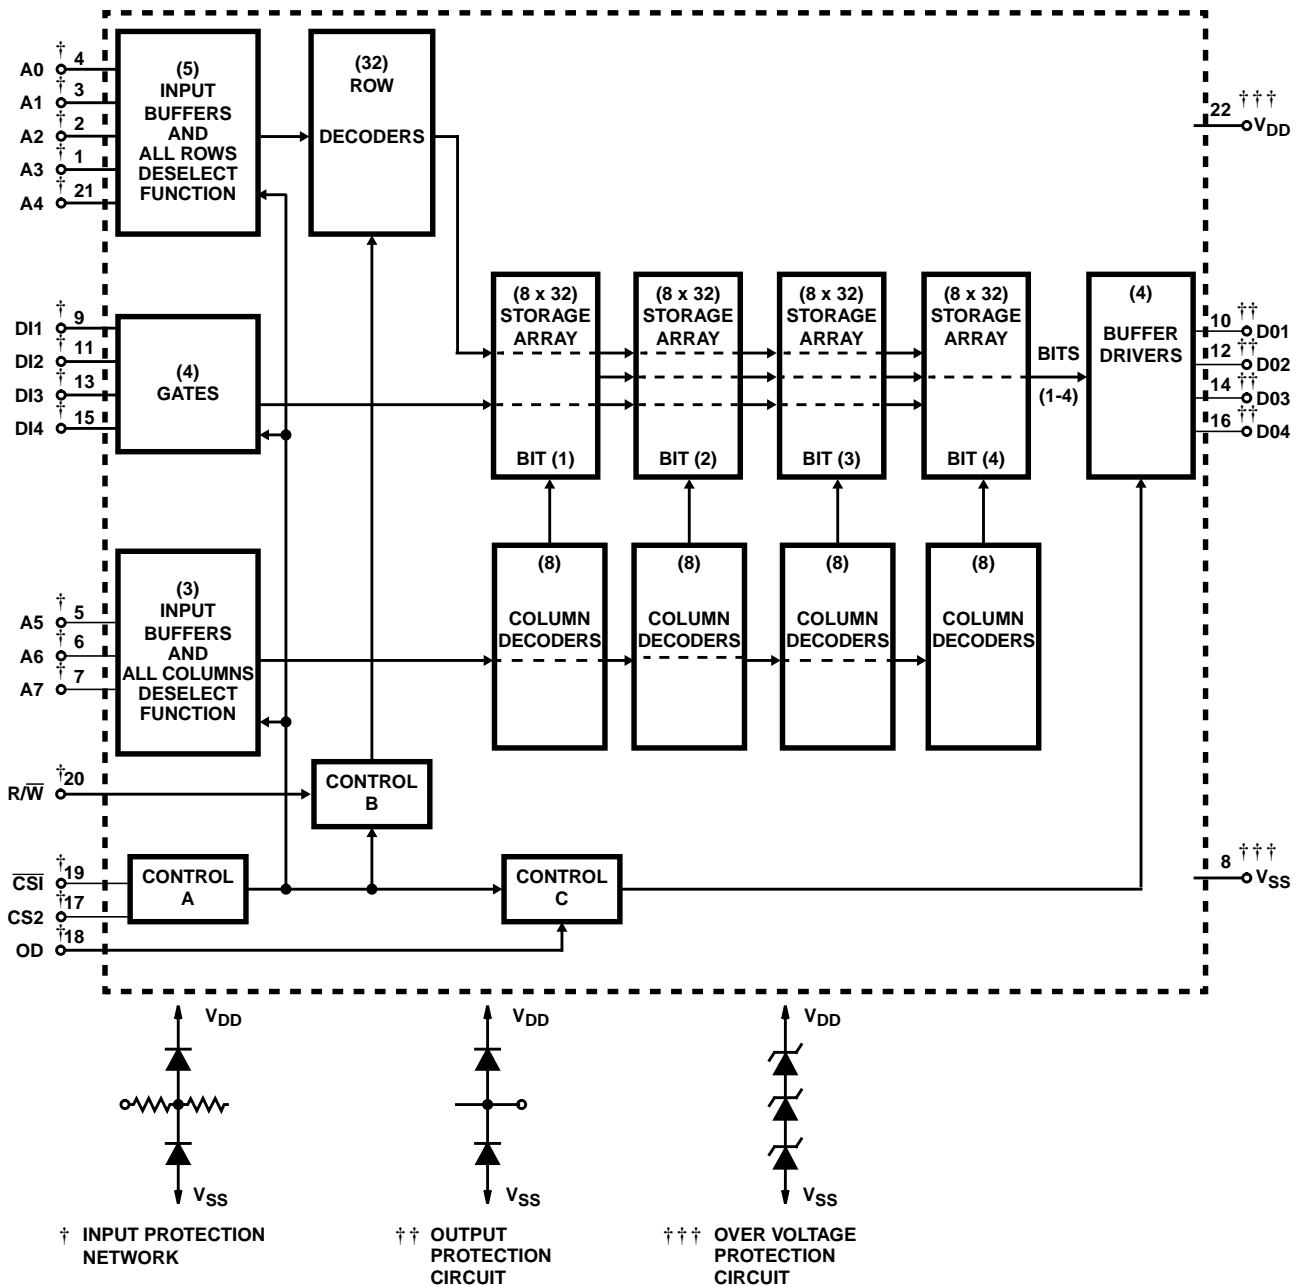 A0 † 4
A1 † 3
A2 † 2
A3 † 1
A4 † 21
(5)
INPUT
BUFFERS
AND
ALL ROWS
DESELECT
FUNCTION
(32)
ROW
DECODERS
22 †††
VDD
DI1 † 9
DI2 † 11
DI3 † 13
DI4 † 15
(4)
GATES
(8 x 32)
STORAGE
ARRAY
BIT (1)
(8 x 32)
STORAGE
ARRAY
BIT (2)
(8 x 32)
STORAGE
ARRAY
BIT (3)
(8 x 32)
STORAGE
ARRAY
BIT (4)
BITS
(1-4)
(4)
BUFFER
DRIVERS
10 †† D01
12 †† D02
14 †† D03
16 †† D04
A5 † 5
A6 † 6
A7 † 7
(3)
INPUT
BUFFERS
AND
ALL COLUMNS
DESELECT
FUNCTION
(8)
COLUMN
DECODERS
(8)
COLUMN
DECODERS
(8)
COLUMN
DECODERS
(8)
COLUMN
DECODERS
R/W̅ † 20
CONTROL
B
C̅S̅I̅ † 19
CS2 † 17
OD † 18
CONTROL
A
CONTROL
C
8 †††
VSS
VDD
VSS
† INPUT PROTECTION
NETWORK
VDD
VSS
†† OUTPUT
PROTECTION
CIRCUIT
VDD
VSS
††† OVER VOLTAGE
PROTECTION
CIRCUIT